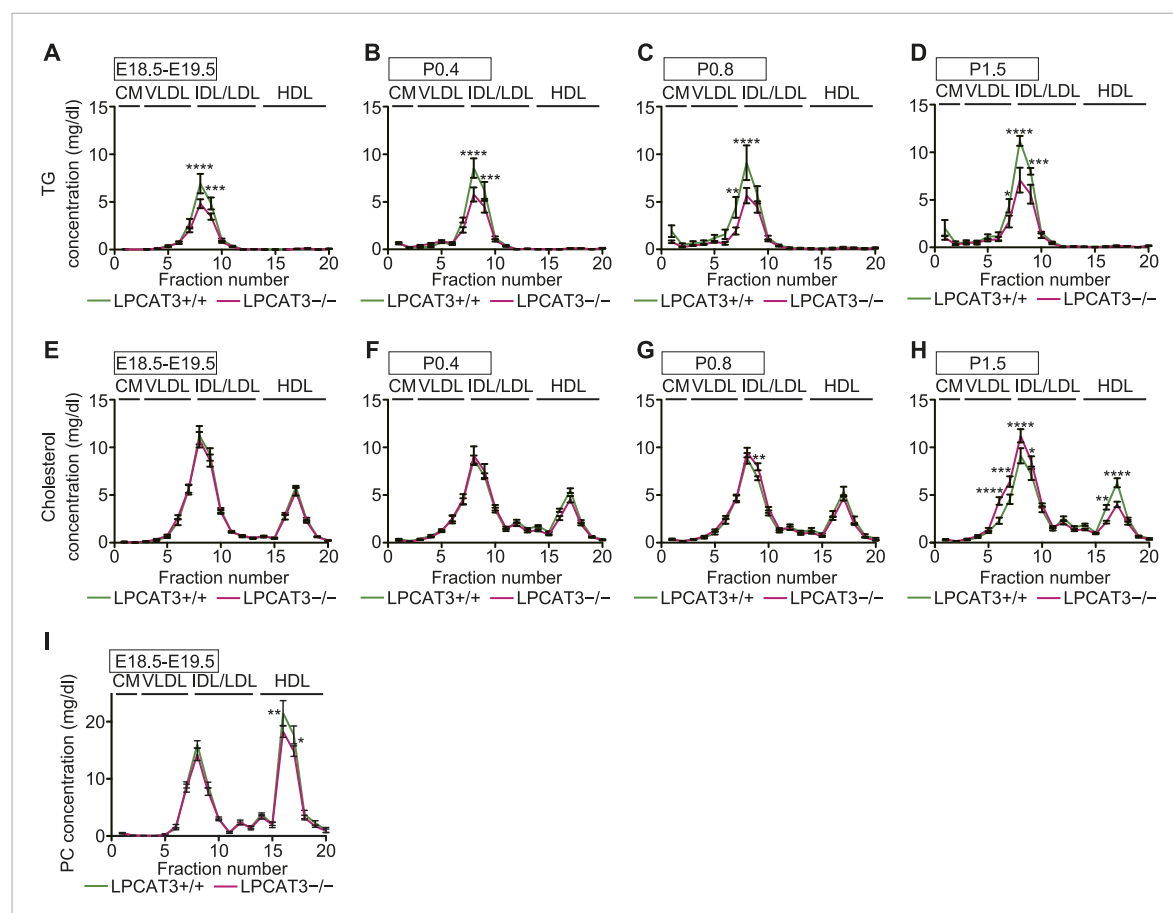 A B C D
E18.5-E19.5 P0.4 P0.8 P1.5
CM VLDL IDL/LDL HDL CM VLDL IDL/LDL HDL CM VLDL IDL/LDL HDL CM VLDL IDL/LDL HDL
TG
concentration (mg/dl)
15 15 15 15
**** **** **** ****
*** *** ** * ***
10 10 10 10
5 5 5 5
0 0 0 0
0 5 10 15 20 0 5 10 15 20 0 5 10 15 20 0 5 10 15 20
Fraction number Fraction number Fraction number Fraction number
LPCAT3+/+ LPCAT3−/− LPCAT3+/+ LPCAT3−/− LPCAT3+/+ LPCAT3−/− LPCAT3+/+ LPCAT3−/−
E F G H
E18.5-E19.5 P0.4 P0.8 P1.5
CM VLDL IDL/LDL HDL CM VLDL IDL/LDL HDL CM VLDL IDL/LDL HDL CM VLDL IDL/LDL HDL
Cholesterol
concentration (mg/dl)
15 15 15 15
** **** *** * **** ** ****
10 10 10 10
5 5 5 5
0 0 0 0
0 5 10 15 20 0 5 10 15 20 0 5 10 15 20 0 5 10 15 20
Fraction number Fraction number Fraction number Fraction number
LPCAT3+/+ LPCAT3−/− LPCAT3+/+ LPCAT3−/− LPCAT3+/+ LPCAT3−/− LPCAT3+/+ LPCAT3−/−
I
E18.5-E19.5
CM VLDL IDL/LDL HDL
PC concentration (mg/dl)
20
** *
10
0
0 5 10 15 20
Fraction number
LPCAT3+/+ LPCAT3−/−